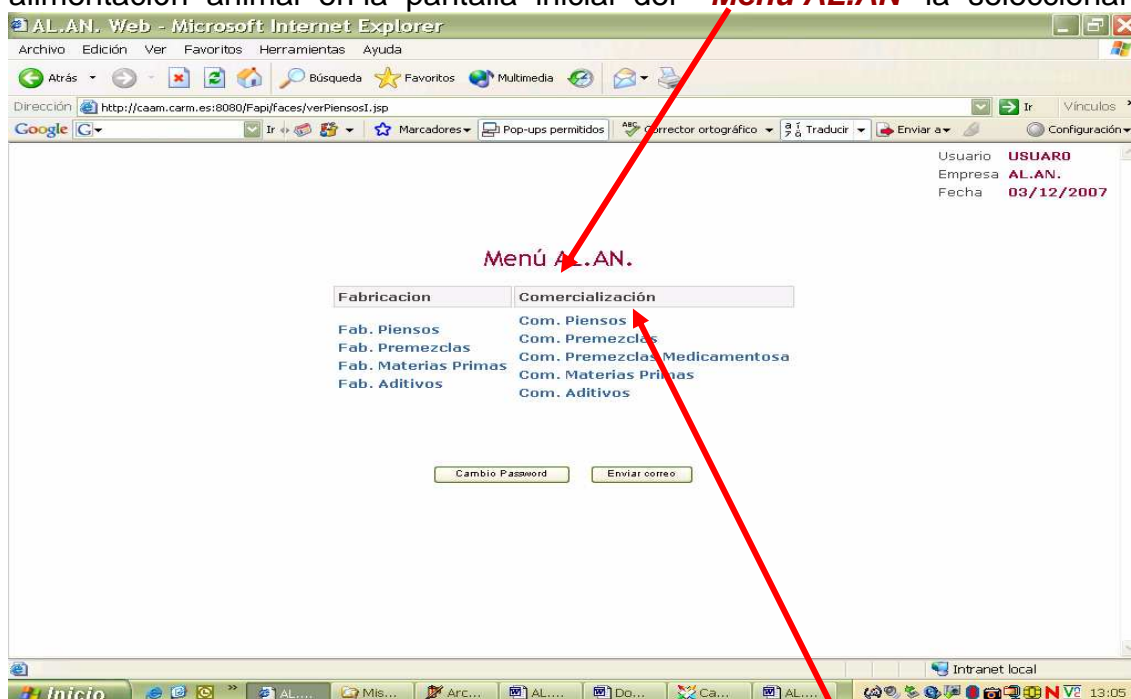 alimentación animal en la pantalla inicial del "Menú AL.AN" la seleccionar
AL.AN. Web - Microsoft Internet Explorer
Archivo Edición Ver Favoritos Herramientas Ayuda
Atrás Búsqueda Favoritos Multimedia
Dirección http://caam.carm.es:8080/Fapi/faces/verPiensosI.jsp Ir Vínculos »
Google G Ir Marcadores Pop-ups permitidos ABC Corrector ortográfico Traducir Enviar a Configuración
Usuario USUARO
Empresa AL.AN.
Fecha 03/12/2007
Menú AL.AN.
Fabricacion Comercialización
Fab. Piensos Com. Piensos
Fab. Premezclas Com. Premezclas
Fab. Materias Primas Com. Premezclas Medicamentosa
Fab. Aditivos Com. Materias Primas
Com. Aditivos
Cambio Password Enviar correo
Intranet local
Inicio » AL.... Mis... Arc... AL.... Do... Ca... AL.... 13:05